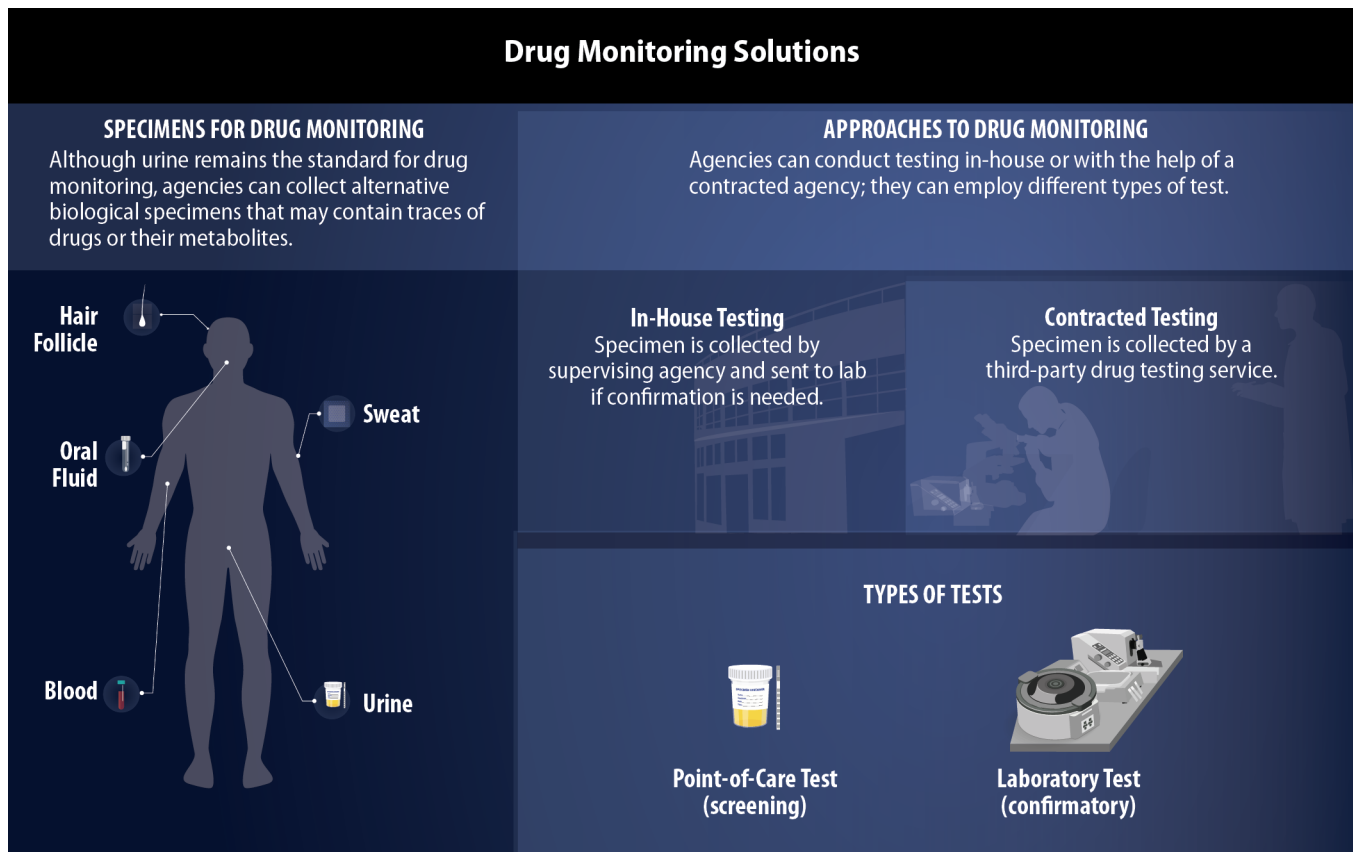 Drug Monitoring Solutions
SPECIMENS FOR DRUG MONITORING
Although urine remains the standard for drug
monitoring, agencies can collect alternative
biological specimens that may contain traces of
drugs or their metabolites.
Hair
Follicle
Oral
Fluid
Sweat
Blood
Urine
APPROACHES TO DRUG MONITORING
Agencies can conduct testing in-house or with the help of a
contracted agency; they can employ different types of test.
In-House Testing
Specimen is collected by
supervising agency and sent to lab
if confirmation is needed.
Contracted Testing
Specimen is collected by a
third-party drug testing service.
TYPES OF TESTS
Point-of-Care Test
(screening)
Laboratory Test
(confirmatory)